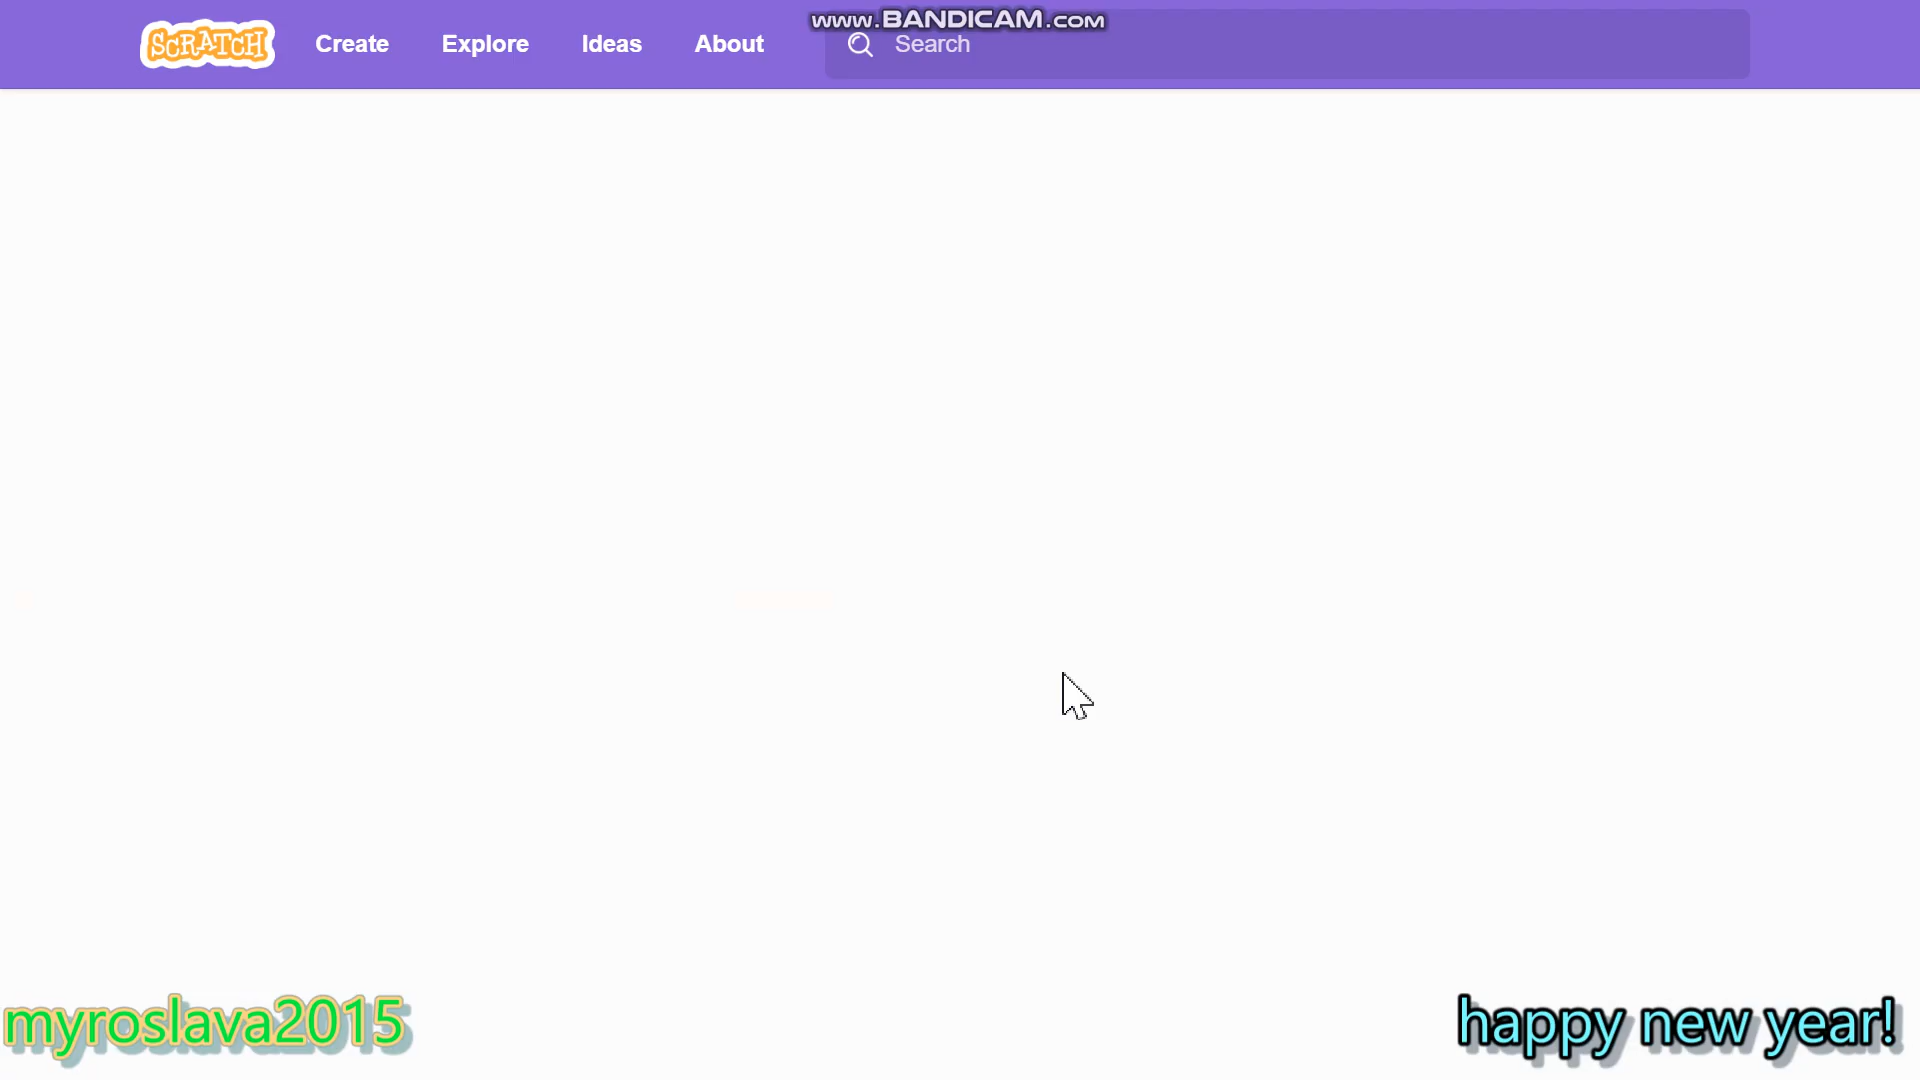 www.BANDICAM.com
SCRATCH
Create
Explore
Ideas
About
Search
myroslava2015
happy new year!